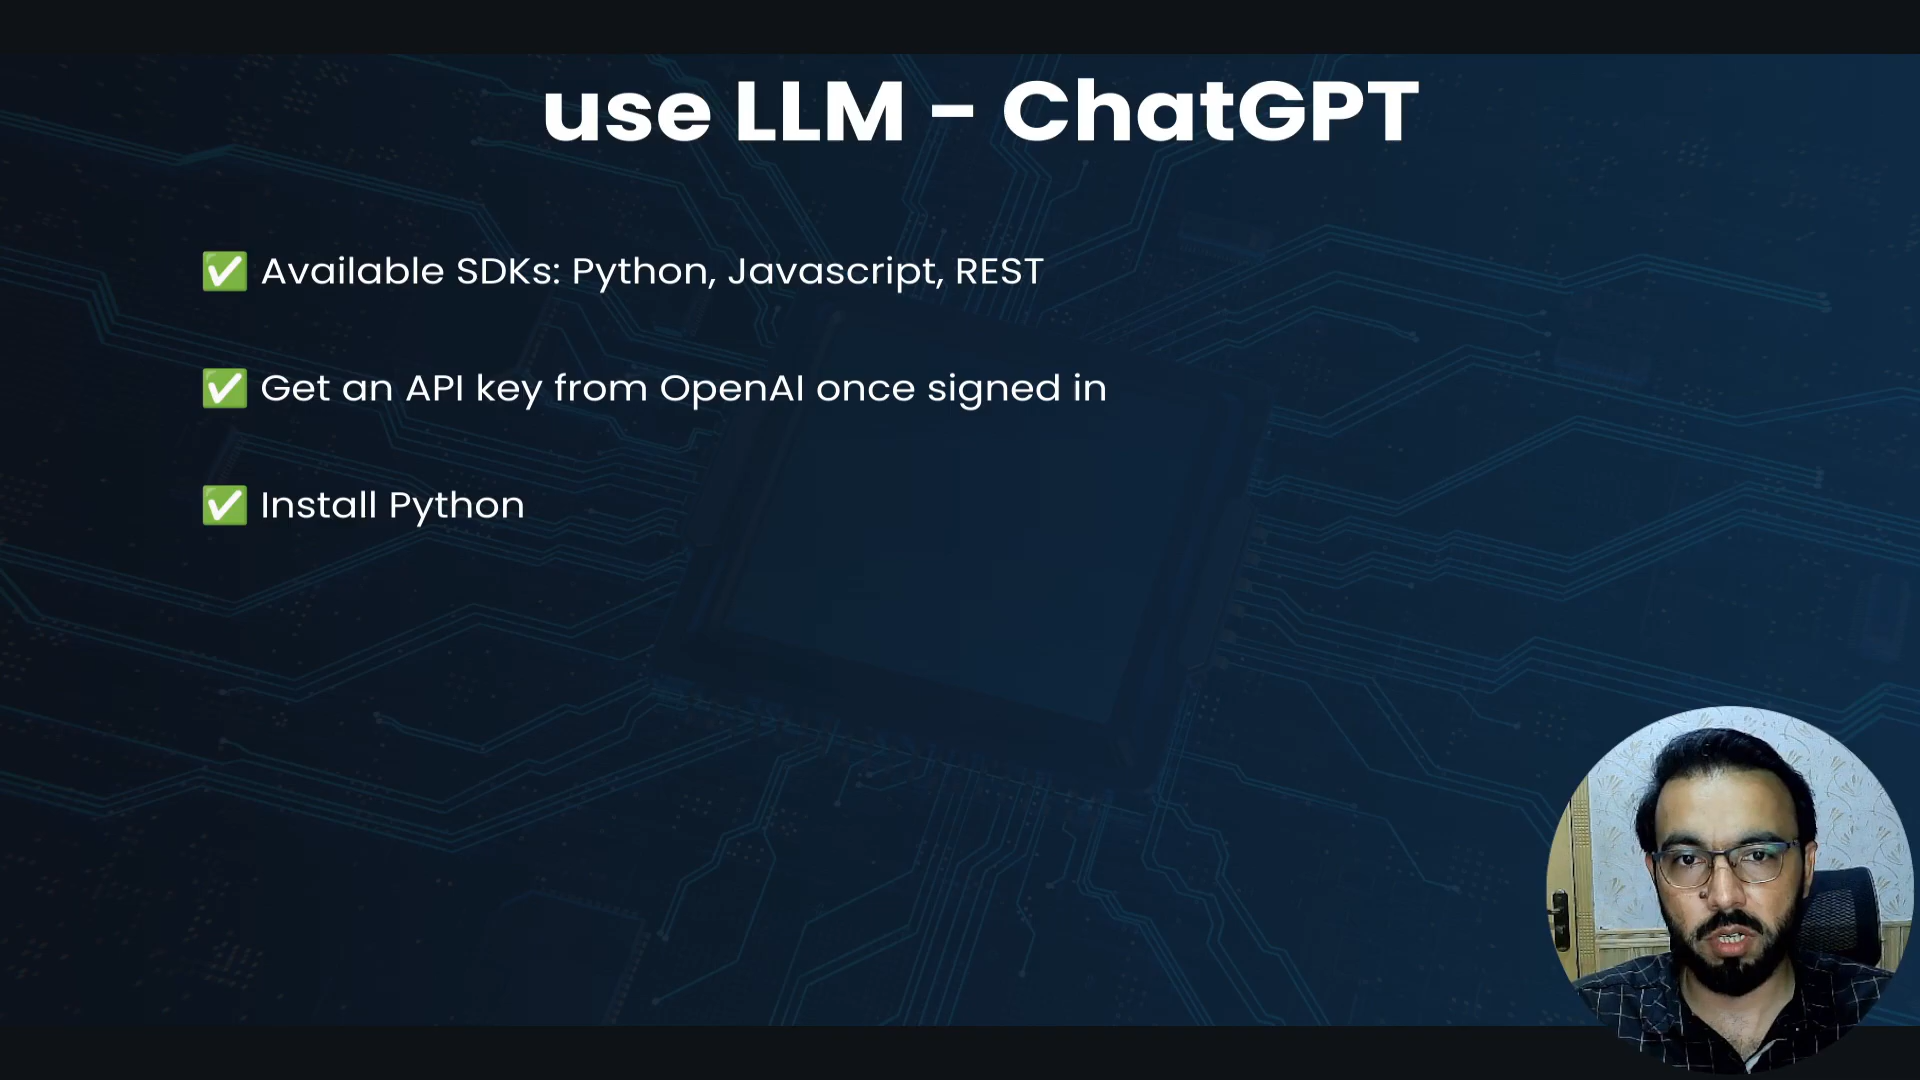 use LLM - ChatGPT
✅ Available SDKs: Python, Javascript, REST
✅ Get an API key from OpenAI once signed in
✅ Install Python